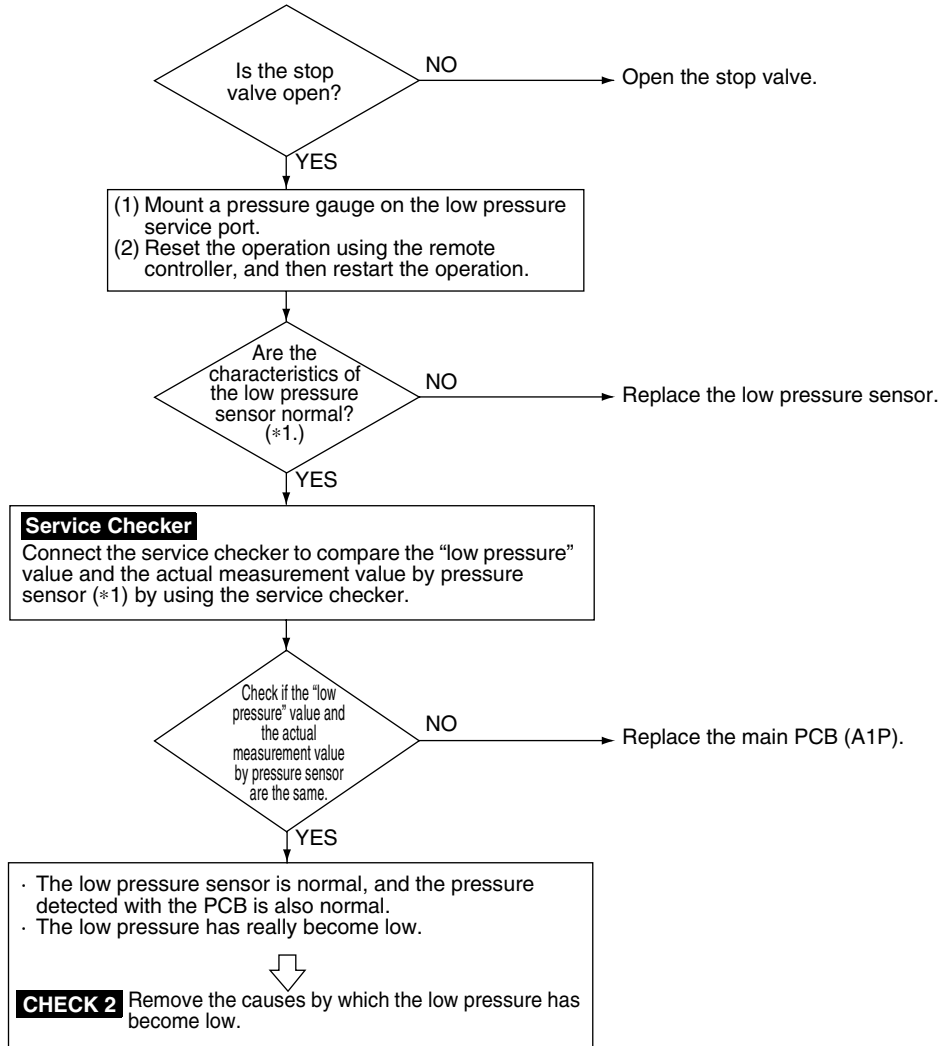 Is the stop
valve open?
NO
Open the stop valve.
YES
(1) Mount a pressure gauge on the low pressure
service port.
(2) Reset the operation using the remote
controller, and then restart the operation.
Are the
characteristics of
the low pressure
sensor normal?
(*1.)
NO
Replace the low pressure sensor.
YES
Service Checker
Connect the service checker to compare the “low pressure”
value and the actual measurement value by pressure
sensor (*1) by using the service checker.
Check if the “low
pressure” value and
the actual
measurement value
by pressure sensor
are the same.
NO
Replace the main PCB (A1P).
YES
· The low pressure sensor is normal, and the pressure
detected with the PCB is also normal.
· The low pressure has really become low.
CHECK 2 Remove the causes by which the low pressure has
become low.